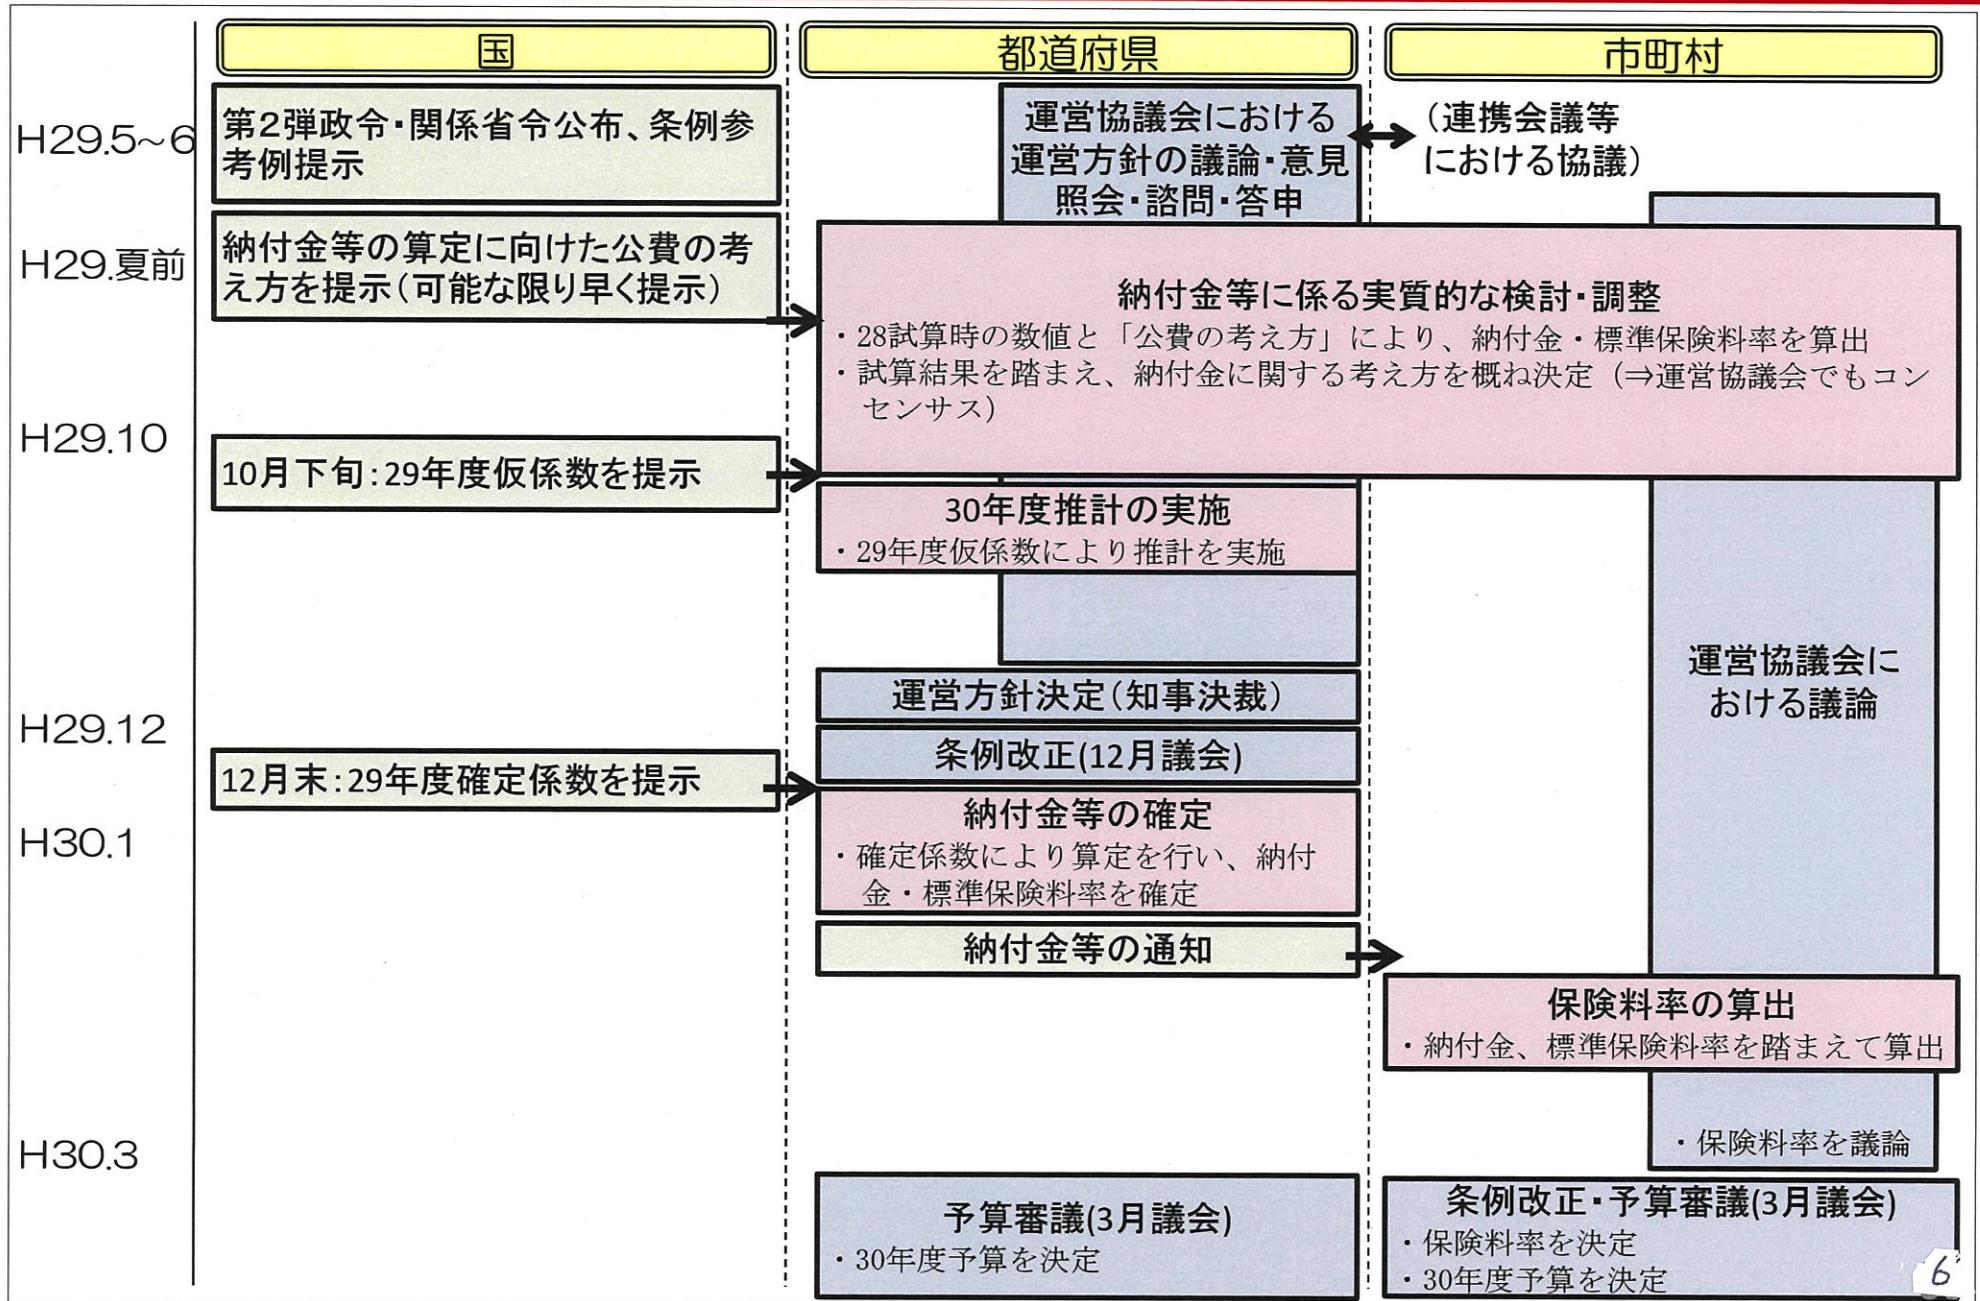 国
都道府県
市町村
H29.5~6
第2弾政令・関係省令公布、条例参
考例提示
運営協議会における
運営方針の議論・意見
照会・諮問・答申
(連携会議等
における協議)
H29.夏前
納付金等の算定に向けた公費の考
え方を提示(可能な限り早く提示)
納付金等に係る実質的な検討・調整
・28試算時の数値と「公費の考え方」により、納付金・標準保険料率を算出
・試算結果を踏まえ、納付金に関する考え方を概ね決定(⇒運営協議会でもコン
センサス)
H29.10
10月下旬:29年度仮係数を提示
30年度推計の実施
・29年度仮係数により推計を実施
運営協議会に
おける議論
運営方針決定(知事決裁)
H29.12
条例改正(12月議会)
12月末:29年度確定係数を提示
納付金等の確定
・確定係数により算定を行い、納付
金・標準保険料率を確定
H30.1
納付金等の通知
保険料率の算出
・納付金、標準保険料率を踏まえて算出
・保険料率を議論
H30.3
予算審議(3月議会)
・30年度予算を決定
条例改正・予算審議(3月議会)
・保険料率を決定
・30年度予算を決定
6